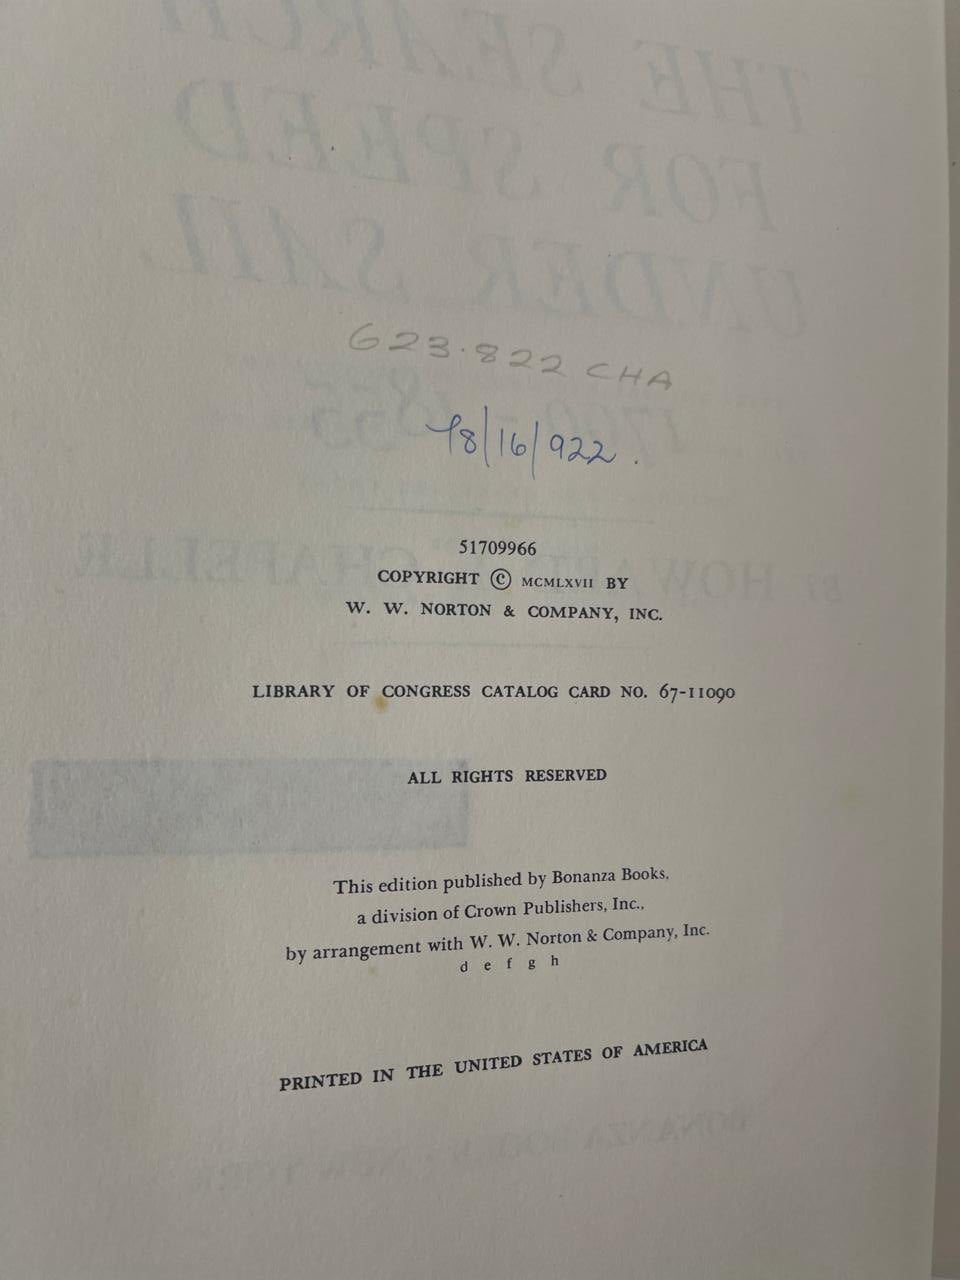 623.822 CHA
98/16/922.
51709966
COPYRIGHT © MCMLXVII BY
W. W. NORTON & COMPANY, INC.
LIBRARY OF CONGRESS CATALOG CARD NO. 67-11090
ALL RIGHTS RESERVED
This edition published by Bonanza Books,
a division of Crown Publishers, Inc.,
by arrangement with W. W. Norton & Company, Inc.
d e f g h
PRINTED IN THE UNITED STATES OF AMERICA